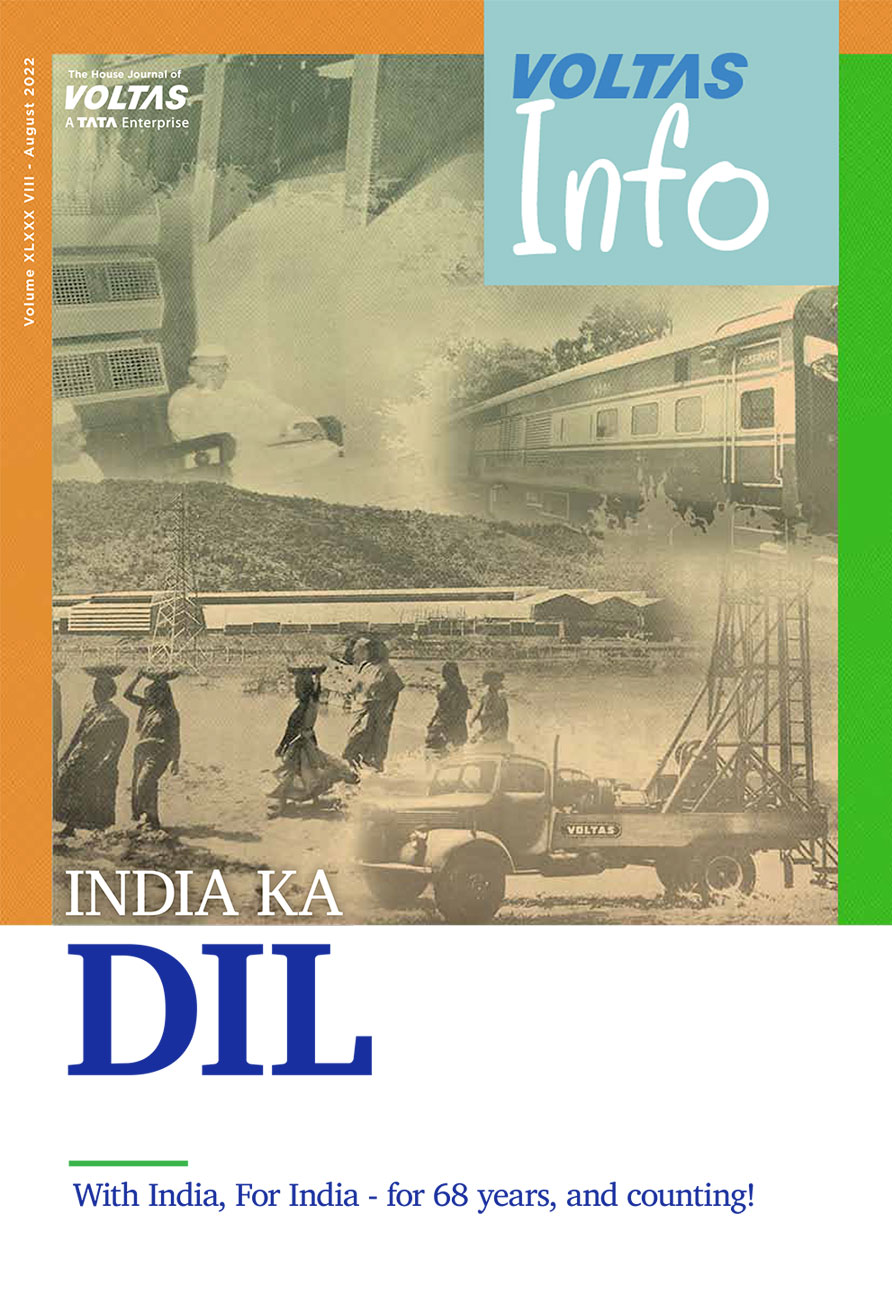 The House Journal of
VOLTAS
A TATA Enterprise
VOLTAS
Info
Volume XLXXX VIII - August 2022
RESERVED
VOLTAS
INDIA KA
DIL
With India, For India - for 68 years, and counting!